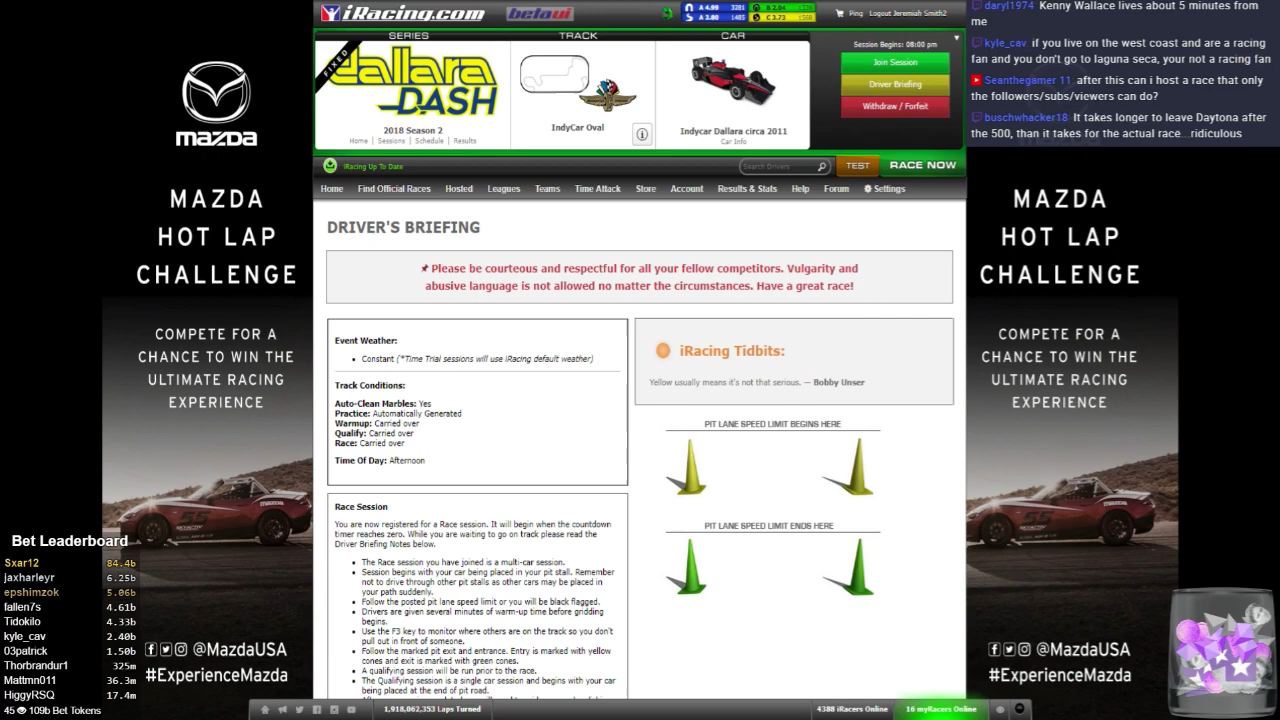 iRacing.com
betaui
A 4.99 3281
B 2.04
A 3.80 1485
C 3.73 1568
Ping Logout Jeremiah Smith2
SERIES
TRACK
CAR
FIXED
dallara DASH
2018 Season 2
Home | Sessions | Schedule | Results
IndyCar Oval
Indycar Dallara circa 2011
Car Info
Session Begins: 08:00 pm
Join Session
Driver Briefing
Withdraw / Forfeit
iRacing Up To Date
Search Drivers
TEST
RACE NOW
Home Find Official Races Hosted Leagues Teams Time Attack Store Account Results & Stats Help Forum Settings
DRIVER'S BRIEFING
Please be courteous and respectful for all your fellow competitors. Vulgarity and
abusive language is not allowed no matter the circumstances. Have a great race!
Event Weather:
• Constant (*Time Trial sessions will use iRacing default weather)
Track Conditions:
Auto-Clean Marbles: Yes
Practice: Automatically Generated
Warmup: Carried over
Qualify: Carried over
Race: Carried over
Time Of Day: Afternoon
iRacing Tidbits:
Yellow usually means it's not that serious. — Bobby Unser
PIT LANE SPEED LIMIT BEGINS HERE
PIT LANE SPEED LIMIT ENDS HERE
Race Session
You are now registered for a Race session. It will begin when the countdown
timer reaches zero. While you are waiting to go on track please read the
Driver Briefing Notes below.
• The Race session you have joined is a multi-car session.
• Session begins with your car being placed in your pit stall. Remember
not to drive through other pit stalls as other cars may be placed in
your path suddenly.
• Follow the posted pit lane speed limit or you will be black flagged.
• Drivers are given several minutes of warm-up time before gridding
begins.
• Use the F3 key to monitor where others are on the track so you don't
pull out in front of someone.
• Follow the marked pit exit and entrance. Entry is marked with yellow
cones and exit is marked with green cones.
• A qualifying session will be run prior to the race.
• The Qualifying session is a single car session and begins with your car
being placed at the end of pit road.
1,918,062,353 Laps Turned
4388 iRacers Online
16 myRacers Online
mazda
MAZDA
HOT LAP
CHALLENGE
COMPETE FOR A
CHANCE TO WIN THE
ULTIMATE RACING
EXPERIENCE
@MazdaUSA
#ExperienceMazda
Bet Leaderboard
Sxar12 84.4b
jaxharleyr 6.25b
epshimzok 5.06b
fallen7s 4.61b
Tidokilo 4.33b
kyle_cav 2.40b
03patrick 1.50b
Thorbrandur1 325m
Mattmn011 36.3m
HiggyRSQ 17.4m
45 109b Bet Tokens
daryl1974 Kenny Wallace lives about 5 minutes from
me
kyle_cav if you live on the west coast and are a racing
fan and you don't go to laguna seca, your not a racing fan
Seanthegamer 11: after this can i host a race that only
the followers/subs/viewers can do?
buschwhacker18 It takes longer to leave Daytona after
the 500, than it takes for the actual race...ridiculous
MAZDA
HOT LAP
CHALLENGE
COMPETE FOR A
CHANCE TO WIN THE
ULTIMATE RACING
EXPERIENCE
@MazdaUSA
#ExperienceMazda